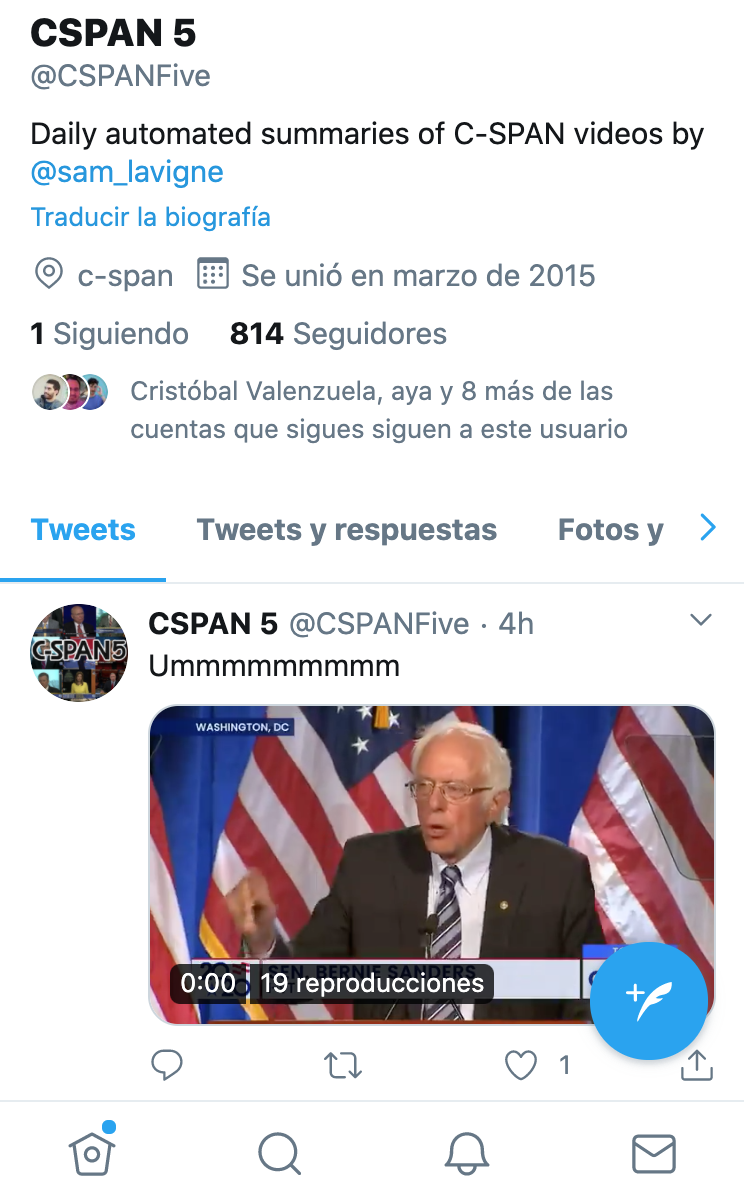 CSPAN 5
@CSPANFive
Daily automated summaries of C-SPAN videos by
@sam_lavigne
Traducir la biografía
c-span Se unió en marzo de 2015
1 Siguiendo 814 Seguidores
Cristóbal Valenzuela, aya y 8 más de las
cuentas que sigues siguen a este usuario
Tweets Tweets y respuestas Fotos y
CSPAN 5 @CSPANFive · 4h
C-SPAN5
Ummmmmmmmm
WASHINGTON, DC
SEN. BERNIE SANDERS
0:00 19 reproducciones
1